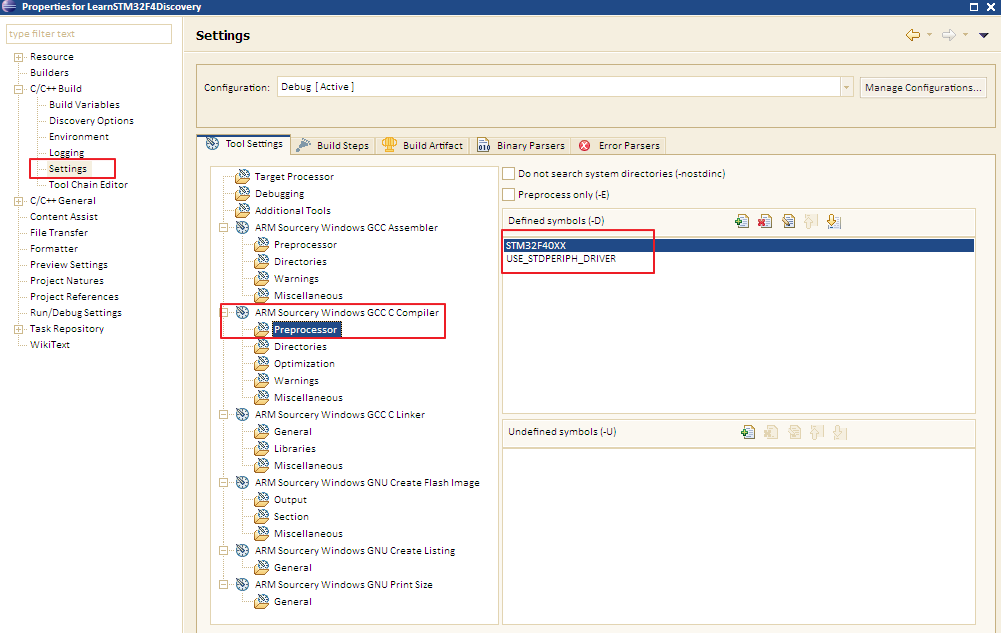 Properties for LearnSTM32F4Discovery
type filter text
Resource
Builders
C/C++ Build
Build Variables
Discovery Options
Environment
Logging
Settings
Tool Chain Editor
C/C++ General
Content Assist
File Transfer
Formatter
Preview Settings
Project Natures
Project References
Run/Debug Settings
Task Repository
WikiText
Settings
Configuration:
Debug [ Active ]
Manage Configurations...
Tool Settings
Build Steps
Build Artifact
Binary Parsers
Error Parsers
Target Processor
Debugging
Additional Tools
ARM Sourcery Windows GCC Assembler
Preprocessor
Directories
Warnings
Miscellaneous
ARM Sourcery Windows GCC C Compiler
Preprocessor
Directories
Optimization
Warnings
Miscellaneous
ARM Sourcery Windows GCC C Linker
General
Libraries
Miscellaneous
ARM Sourcery Windows GNU Create Flash Image
Output
Section
Miscellaneous
ARM Sourcery Windows GNU Create Listing
General
ARM Sourcery Windows GNU Print Size
General
Do not search system directories (-nostdinc)
Preprocess only (-E)
Defined symbols (-D)
STM32F40XX
USE_STDPERIPH_DRIVER
Undefined symbols (-U)